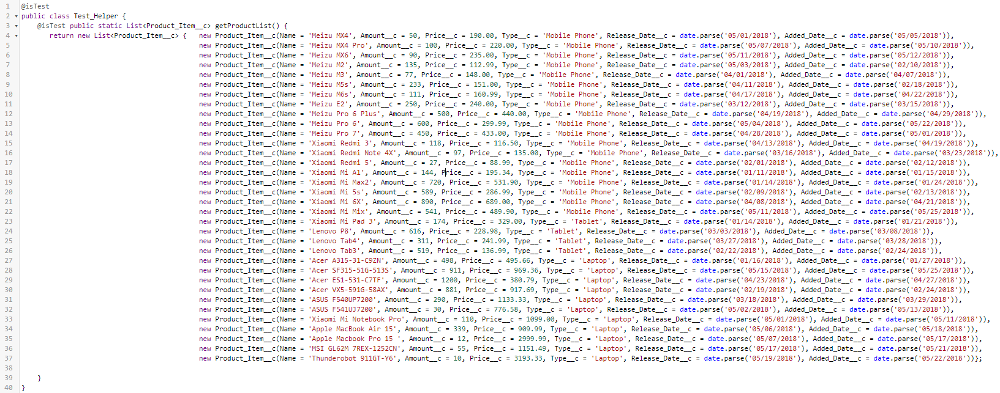 1 @isTest
2 public class Test_Helper {
3 @isTest public static List<Product_Item__c> getProductList() {
4 return new List<Product_Item__c> { new Product_Item__c(Name = 'Meizu MX4', Amount__c = 50, Price__c = 190.00, Type__c = 'Mobile Phone', Release_Date__c = date.parse('05/01/2018'), Added_Date__c = date.parse('05/05/2018')),
5 new Product_Item__c(Name = 'Meizu MX4 Pro', Amount__c = 100, Price__c = 220.00, Type__c = 'Mobile Phone', Release_Date__c = date.parse('05/07/2018'), Added_Date__c = date.parse('05/10/2018')),
6 new Product_Item__c(Name = 'Meizu MX6', Amount__c = 90, Price__c = 235.00, Type__c = 'Mobile Phone', Release_Date__c = date.parse('05/11/2018'), Added_Date__c = date.parse('05/12/2018')),
7 new Product_Item__c(Name = 'Meizu M2', Amount__c = 135, Price__c = 112.99, Type__c = 'Mobile Phone', Release_Date__c = date.parse('05/03/2018'), Added_Date__c = date.parse('02/10/2018')),
8 new Product_Item__c(Name = 'Meizu M3', Amount__c = 77, Price__c = 148.00, Type__c = 'Mobile Phone', Release_Date__c = date.parse('04/01/2018'), Added_Date__c = date.parse('04/07/2018')),
9 new Product_Item__c(Name = 'Meizu M5s', Amount__c = 233, Price__c = 151.00, Type__c = 'Mobile Phone', Release_Date__c = date.parse('04/11/2018'), Added_Date__c = date.parse('02/18/2018')),
10 new Product_Item__c(Name = 'Meizu M6s', Amount__c = 111, Price__c = 160.99, Type__c = 'Mobile Phone', Release_Date__c = date.parse('04/17/2018'), Added_Date__c = date.parse('04/22/2018')),
11 new Product_Item__c(Name = 'Meizu E2', Amount__c = 250, Price__c = 240.00, Type__c = 'Mobile Phone', Release_Date__c = date.parse('03/12/2018'), Added_Date__c = date.parse('03/15/2018')),
12 new Product_Item__c(Name = 'Meizu Pro 6 Plus', Amount__c = 500, Price__c = 440.00, Type__c = 'Mobile Phone', Release_Date__c = date.parse('04/19/2018'), Added_Date__c = date.parse('04/29/2018')),
13 new Product_Item__c(Name = 'Meizu Pro 6', Amount__c = 600, Price__c = 299.99, Type__c = 'Mobile Phone', Release_Date__c = date.parse('05/04/2018'), Added_Date__c = date.parse('05/22/2018')),
14 new Product_Item__c(Name = 'Meizu Pro 7', Amount__c = 450, Price__c = 433.00, Type__c = 'Mobile Phone', Release_Date__c = date.parse('04/28/2018'), Added_Date__c = date.parse('05/01/2018')),
15 new Product_Item__c(Name = 'Xiaomi Redmi 3', Amount__c = 118, Price__c = 116.50, Type__c = 'Mobile Phone', Release_Date__c = date.parse('04/13/2018'), Added_Date__c = date.parse('04/19/2018')),
16 new Product_Item__c(Name = 'Xiaomi Redmi Note 4X', Amount__c = 97, Price__c = 135.00, Type__c = 'Mobile Phone', Release_Date__c = date.parse('03/16/2018'), Added_Date__c = date.parse('03/23/2018')),
17 new Product_Item__c(Name = 'Xiaomi Redmi 5', Amount__c = 27, Price__c = 88.99, Type__c = 'Mobile Phone', Release_Date__c = date.parse('02/01/2018'), Added_Date__c = date.parse('02/12/2018')),
18 new Product_Item__c(Name = 'Xiaomi Mi A1', Amount__c = 144, Price__c = 195.34, Type__c = 'Mobile Phone', Release_Date__c = date.parse('01/11/2018'), Added_Date__c = date.parse('01/15/2018')),
19 new Product_Item__c(Name = 'Xiaomi Mi Max2', Amount__c = 720, Price__c = 531.90, Type__c = 'Mobile Phone', Release_Date__c = date.parse('01/14/2018'), Added_Date__c = date.parse('01/24/2018')),
20 new Product_Item__c(Name = 'Xiaomi Mi 5s', Amount__c = 589, Price__c = 286.99, Type__c = 'Mobile Phone', Release_Date__c = date.parse('02/09/2018'), Added_Date__c = date.parse('02/13/2018')),
21 new Product_Item__c(Name = 'Xiaomi Mi 6X', Amount__c = 890, Price__c = 689.00, Type__c = 'Mobile Phone', Release_Date__c = date.parse('04/08/2018'), Added_Date__c = date.parse('04/21/2018')),
22 new Product_Item__c(Name = 'Xiaomi Mi Mix', Amount__c = 541, Price__c = 489.90, Type__c = 'Mobile Phone', Release_Date__c = date.parse('05/11/2018'), Added_Date__c = date.parse('05/25/2018')),
23 new Product_Item__c(Name = 'Xiaomi Mi Pad 3', Amount__c = 174, Price__c = 329.00, Type__c = 'Tablet', Release_Date__c = date.parse('01/14/2018'), Added_Date__c = date.parse('01/21/2018')),
24 new Product_Item__c(Name = 'Lenovo P8', Amount__c = 616, Price__c = 228.98, Type__c = 'Tablet', Release_Date__c = date.parse('03/03/2018'), Added_Date__c = date.parse('03/08/2018')),
25 new Product_Item__c(Name = 'Lenovo Tab4', Amount__c = 311, Price__c = 241.99, Type__c = 'Tablet', Release_Date__c = date.parse('03/27/2018'), Added_Date__c = date.parse('03/28/2018')),
26 new Product_Item__c(Name = 'Lenovo Tab3', Amount__c = 519, Price__c = 136.99, Type__c = 'Tablet', Release_Date__c = date.parse('02/22/2018'), Added_Date__c = date.parse('02/24/2018')),
27 new Product_Item__c(Name = 'Acer A315-31-C9ZN', Amount__c = 498, Price__c = 495.66, Type__c = 'Laptop', Release_Date__c = date.parse('01/16/2018'), Added_Date__c = date.parse('01/27/2018')),
28 new Product_Item__c(Name = 'Acer SF315-51G-513S', Amount__c = 911, Price__c = 969.36, Type__c = 'Laptop', Release_Date__c = date.parse('05/15/2018'), Added_Date__c = date.parse('05/25/2018')),
29 new Product_Item__c(Name = 'Acer ES1-531-C7TF', Amount__c = 1200, Price__c = 380.79, Type__c = 'Laptop', Release_Date__c = date.parse('04/23/2018'), Added_Date__c = date.parse('04/27/2018')),
30 new Product_Item__c(Name = 'Acer VX5-591G-58AX', Amount__c = 881, Price__c = 917.69, Type__c = 'Laptop', Release_Date__c = date.parse('02/19/2018'), Added_Date__c = date.parse('02/24/2018')),
31 new Product_Item__c(Name = 'ASUS F540UP7200', Amount__c = 290, Price__c = 1133.33, Type__c = 'Laptop', Release_Date__c = date.parse('03/18/2018'), Added_Date__c = date.parse('03/29/2018')),
32 new Product_Item__c(Name = 'ASUS F541UJ7200', Amount__c = 30, Price__c = 776.58, Type__c = 'Laptop', Release_Date__c = date.parse('05/02/2018'), Added_Date__c = date.parse('05/13/2018')),
33 new Product_Item__c(Name = 'Xiaomi Mi Notebook Pro', Amount__c = 110, Price__c = 1099.00, Type__c = 'Laptop', Release_Date__c = date.parse('05/01/2018'), Added_Date__c = date.parse('05/11/2018')),
34 new Product_Item__c(Name = 'Apple MacBook Air 15', Amount__c = 339, Price__c = 909.99, Type__c = 'Laptop', Release_Date__c = date.parse('05/06/2018'), Added_Date__c = date.parse('05/18/2018')),
35 new Product_Item__c(Name = 'Apple Macbook Pro 15 ', Amount__c = 12, Price__c = 2999.99, Type__c = 'Laptop', Release_Date__c = date.parse('05/07/2018'), Added_Date__c = date.parse('05/17/2018')),
36 new Product_Item__c(Name = 'MSI GL62M 7REX-1252CN', Amount__c = 55, Price__c = 1151.49, Type__c = 'Laptop', Release_Date__c = date.parse('05/17/2018'), Added_Date__c = date.parse('05/21/2018')),
37 new Product_Item__c(Name = 'Thunderobot 911GT-Y6', Amount__c = 10, Price__c = 3193.33, Type__c = 'Laptop', Release_Date__c = date.parse('05/19/2018'), Added_Date__c = date.parse('05/22/2018'))};
38
39 }
40 }